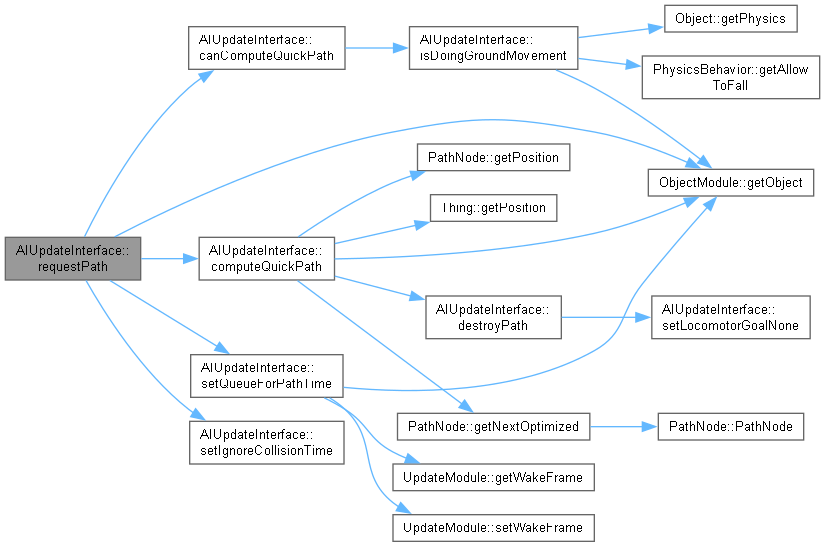 AIUpdateInterface::
requestPath
AIUpdateInterface::
canComputeQuickPath
AIUpdateInterface::
isDoingGroundMovement
Object::getPhysics
PhysicsBehavior::getAllow
ToFall
ObjectModule::getObject
AIUpdateInterface::
computeQuickPath
PathNode::getPosition
Thing::getPosition
AIUpdateInterface::
destroyPath
AIUpdateInterface::
setLocomotorGoalNone
PathNode::getNextOptimized
PathNode::PathNode
AIUpdateInterface::
setQueueForPathTime
UpdateModule::getWakeFrame
UpdateModule::setWakeFrame
AIUpdateInterface::
setIgnoreCollisionTime